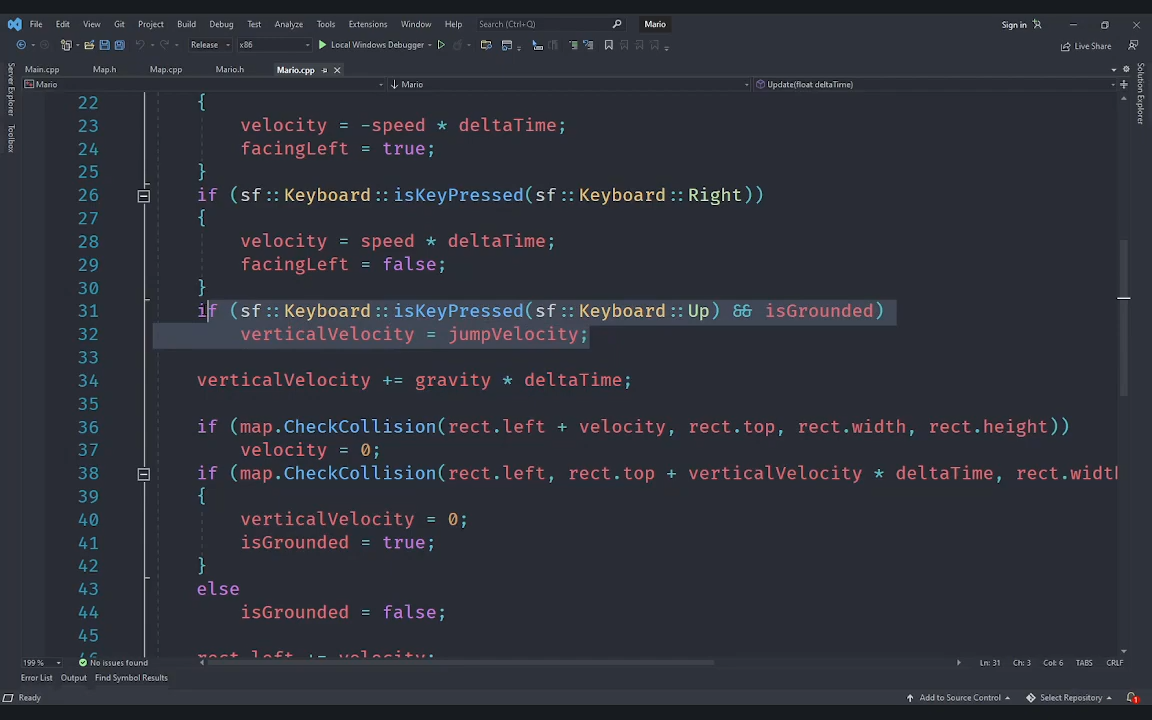 File Edit View Git Project Build Debug Test Analyze Tools Extensions Window Help Search (Ctrl+Q) Mario Sign in
Release x86 Local Windows Debugger Live Share
Main.cpp Map.h Map.cpp Mario.h Mario.cpp
Mario Mario Update(float deltaTime)
Server Explorer
Toolbox
Solution Explorer
22 {
23 velocity = -speed * deltaTime;
24 facingLeft = true;
25 }
26 if (sf::Keyboard::isKeyPressed(sf::Keyboard::Right))
27 {
28 velocity = speed * deltaTime;
29 facingLeft = false;
30 }
31 if (sf::Keyboard::isKeyPressed(sf::Keyboard::Up) && isGrounded)
32 verticalVelocity = jumpVelocity;
33
34 verticalVelocity += gravity * deltaTime;
35
36 if (map.CheckCollision(rect.left + velocity, rect.top, rect.width, rect.height))
37 velocity = 0;
38 if (map.CheckCollision(rect.left, rect.top + verticalVelocity * deltaTime, rect.width
39 {
40 verticalVelocity = 0;
41 isGrounded = true;
42 }
43 else
44 isGrounded = false;
45
46 rect.left += velocity;
199 % No issues found Ln: 31 Ch: 3 Col: 6 TABS CRLF
Error List Output Find Symbol Results
Ready Add to Source Control Select Repository 1